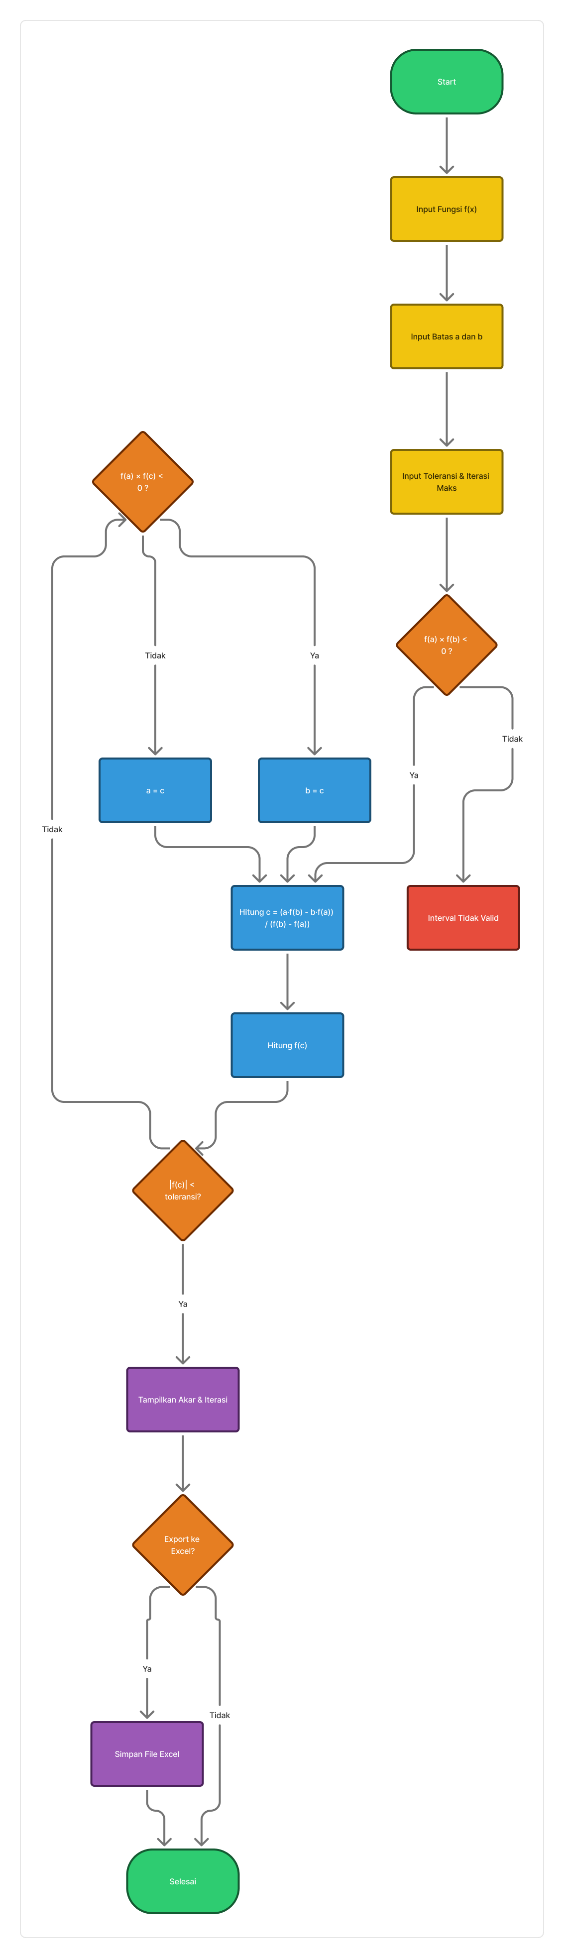 Start
Input Fungsi f(x)
Input Batas a dan b
Input Toleransi & Iterasi
Maks
f(a) × f(b) <
0 ?
Ya
Tidak
Interval Tidak Valid
f(a) × f(c) <
0 ?
Tidak
Ya
a = c
b = c
Tidak
Hitung c = (a·f(b) - b·f(a))
/ (f(b) - f(a))
Hitung f(c)
|f(c)| <
toleransi?
Ya
Tampilkan Akar & Iterasi
Export ke
Excel?
Ya
Tidak
Simpan File Excel
Selesai